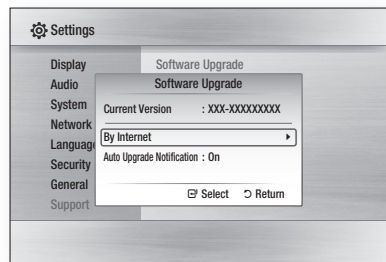 Settings
Display
Software Upgrade
Audio
System
Network
Language
Security
General
Support
Software Upgrade
Current Version : XXX-XXXXXXXXX
By Internet
Auto Upgrade Notification : On
Select Return